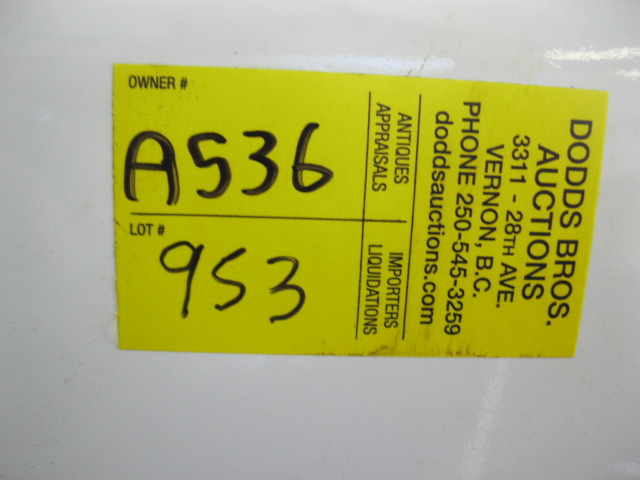 OWNER #
A536
LOT #
953
ANTIQUES
APPRAISALS
IMPORTERS
LIQUIDATIONS
DODDS BROS.
AUCTIONS
3311 - 28TH AVE.
VERNON, B.C.
PHONE 250-545-3259
doddsauctions.com